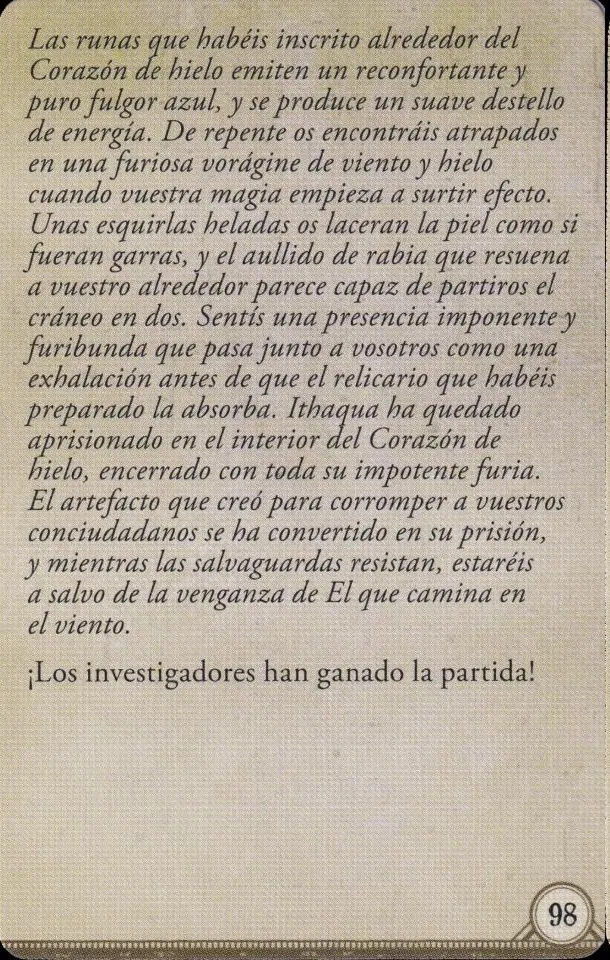 Las runas que habéis inscrito alrededor del
Corazón de hielo emiten un reconfortante y
puro fulgor azul, y se produce un suave destello
de energía. De repente os encontráis atrapados
en una furiosa vorágine de viento y hielo
cuando vuestra magia empieza a surtir efecto.
Unas esquirlas heladas os laceran la piel como si
fueran garras, y el aullido de rabia que resuena
a vuestro alrededor parece capaz de partiros el
cráneo en dos. Sentís una presencia imponente y
furibunda que pasa junto a vosotros como una
exhalación antes de que el relicario que habéis
preparado la absorba. Ithaqua ha quedado
aprisionado en el interior del Corazón de
hielo, encerrado con toda su impotente furia.
El artefacto que creó para corromper a vuestros
conciudadanos se ha convertido en su prisión,
y mientras las salvaguardas resistan, estaréis
a salvo de la venganza de El que camina en
el viento.
¡Los investigadores han ganado la partida!
98